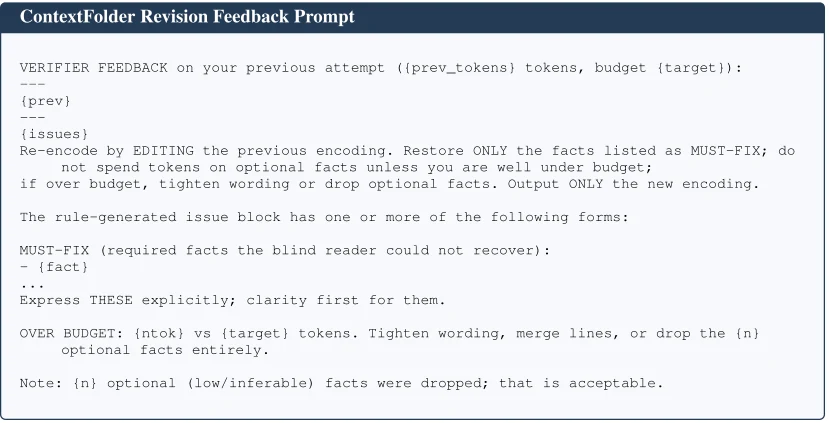 ContextFolder Revision Feedback Prompt
VERIFIER FEEDBACK on your previous attempt ({prev_tokens} tokens, budget {target}):
---
{prev}
---
{issues}
Re-encode by EDITING the previous encoding. Restore ONLY the facts listed as MUST-FIX; do
not spend tokens on optional facts unless you are well under budget;
if over budget, tighten wording or drop optional facts. Output ONLY the new encoding.
The rule-generated issue block has one or more of the following forms:
MUST-FIX (required facts the blind reader could not recover):
- {fact}
...
Express THESE explicitly; clarity first for them.
OVER BUDGET: {ntok} vs {target} tokens. Tighten wording, merge lines, or drop the {n}
optional facts entirely.
Note: {n} optional (low/inferable) facts were dropped; that is acceptable.